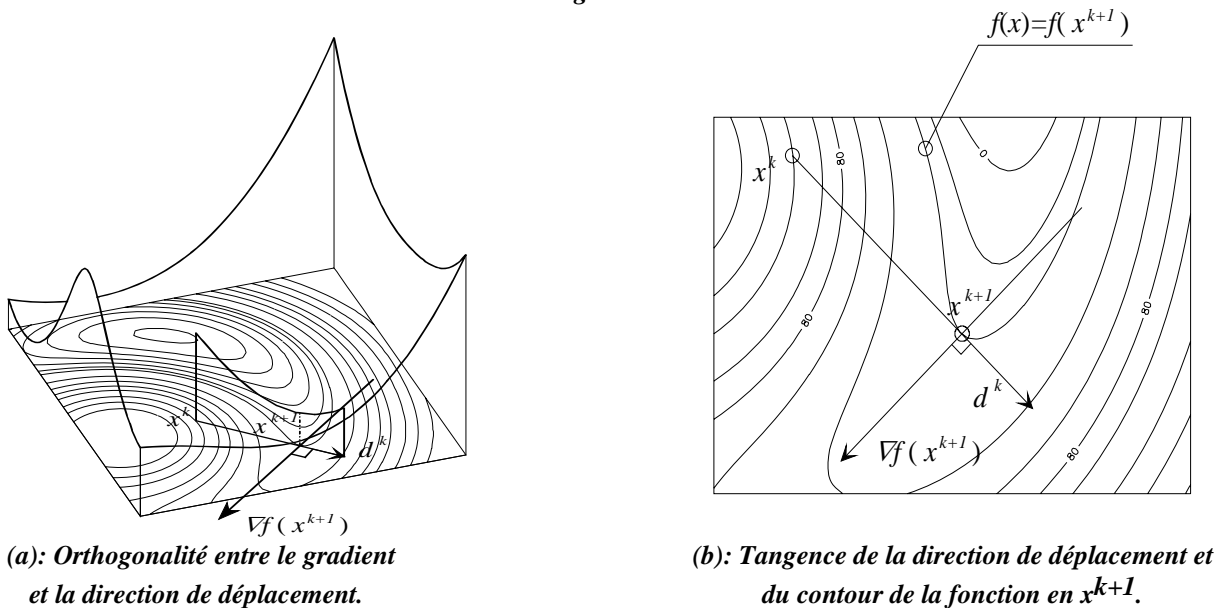 g
x^k
x^{k+1}
d^k
∇f ( x^{k+1} )
(a): Orthogonalité entre le gradient
et la direction de déplacement.
f(x)=f( x^{k+1} )
80
0
x^k
x^{k+1}
80
80
d^k
∇f ( x^{k+1} )
80
(b): Tangence de la direction de déplacement et
du contour de la fonction en x^{k+1}.